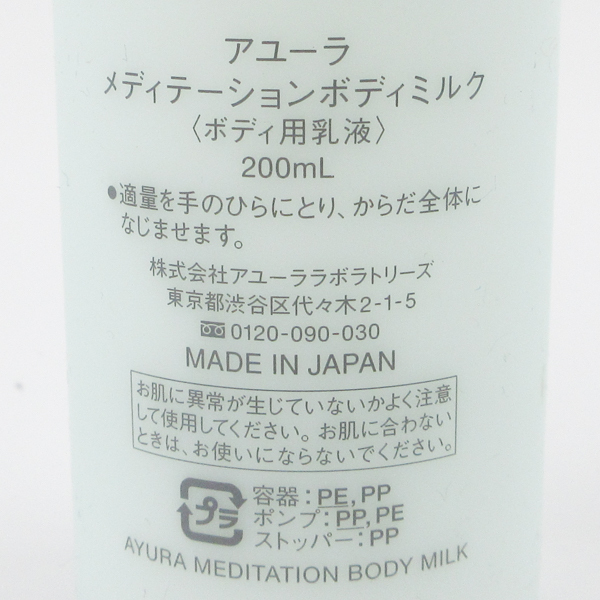 アユーラ
メディテーションボディミルク
〈ボディ用乳液〉
200mL
●適量を手のひらにとり、からだ全体に
なじませます。
株式会社アユーララボラトリーズ
東京都渋谷区代々木2-1-5
0120-090-030
MADE IN JAPAN
お肌に異常が生じていないかよく注意
して使用してください。お肌に合わない
ときは、お使いにならないでください。
プラ
容器：PE,PP
ポンプ：PP,PE
ストッパー：PP
AYURA MEDITATION BODY MILK